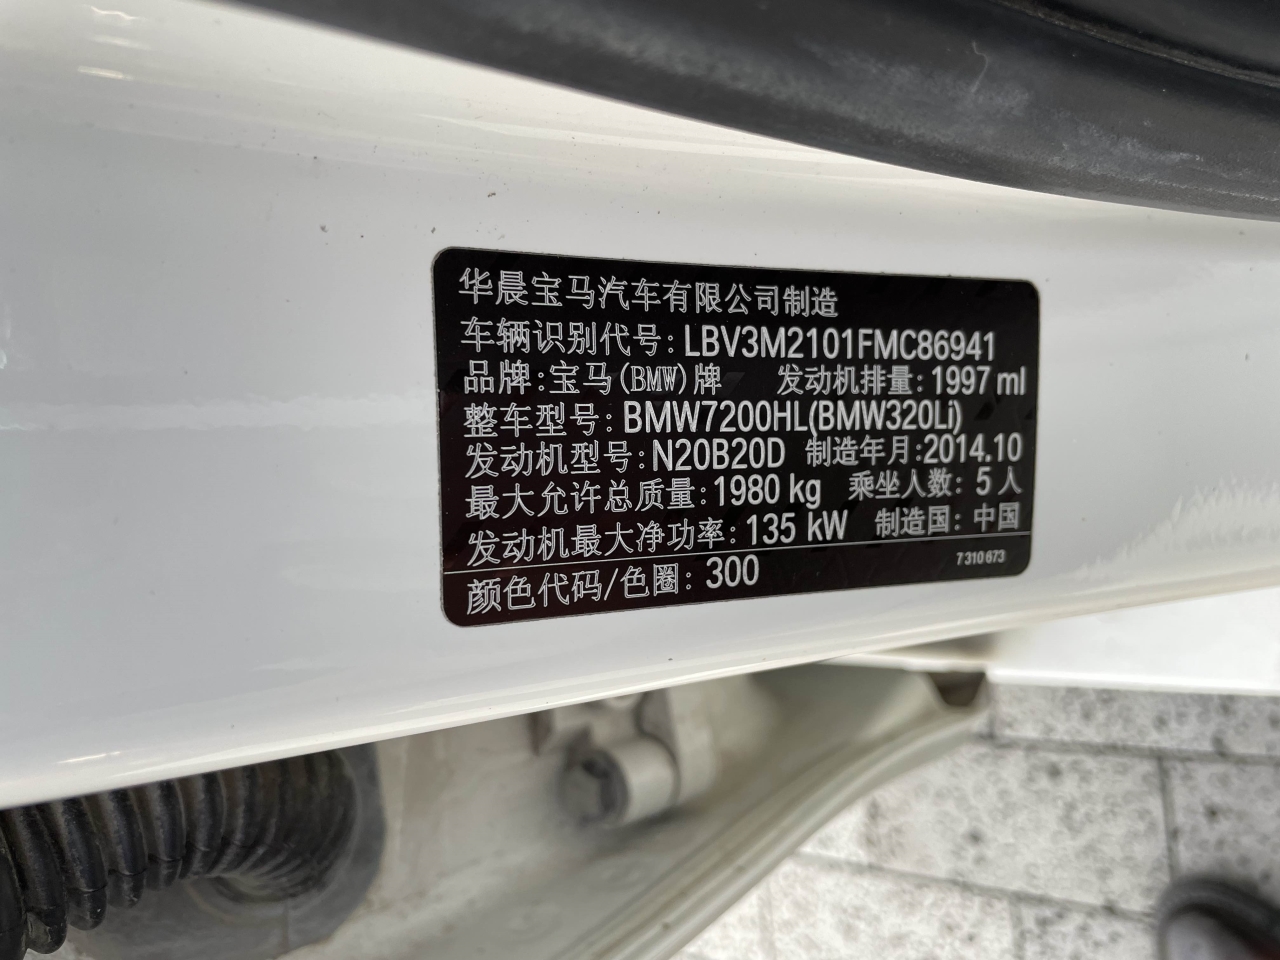 华晨宝马汽车有限公司制造
车辆识别代号: LBV3M2101FMC86941
品牌:宝马(BMW)牌 发动机排量: 1997 ml
整车型号: BMW7200HL(BMW320Li)
发动机型号: N20B20D 制造年月:2014.10
最大允许总质量: 1980 kg 乘坐人数: 5 人
发动机最大净功率: 135 kW 制造国: 中国
颜色代码/色圈: 300 7 310 673